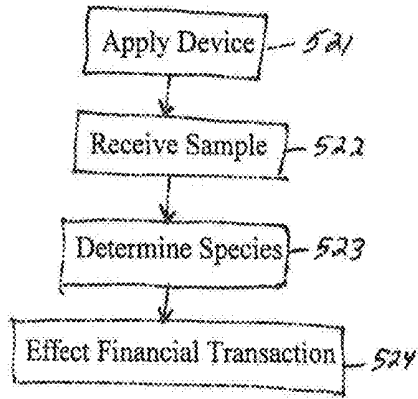 Apply Device 521
Receive Sample 522
Determine Species 523
Effect Financial Transaction 524